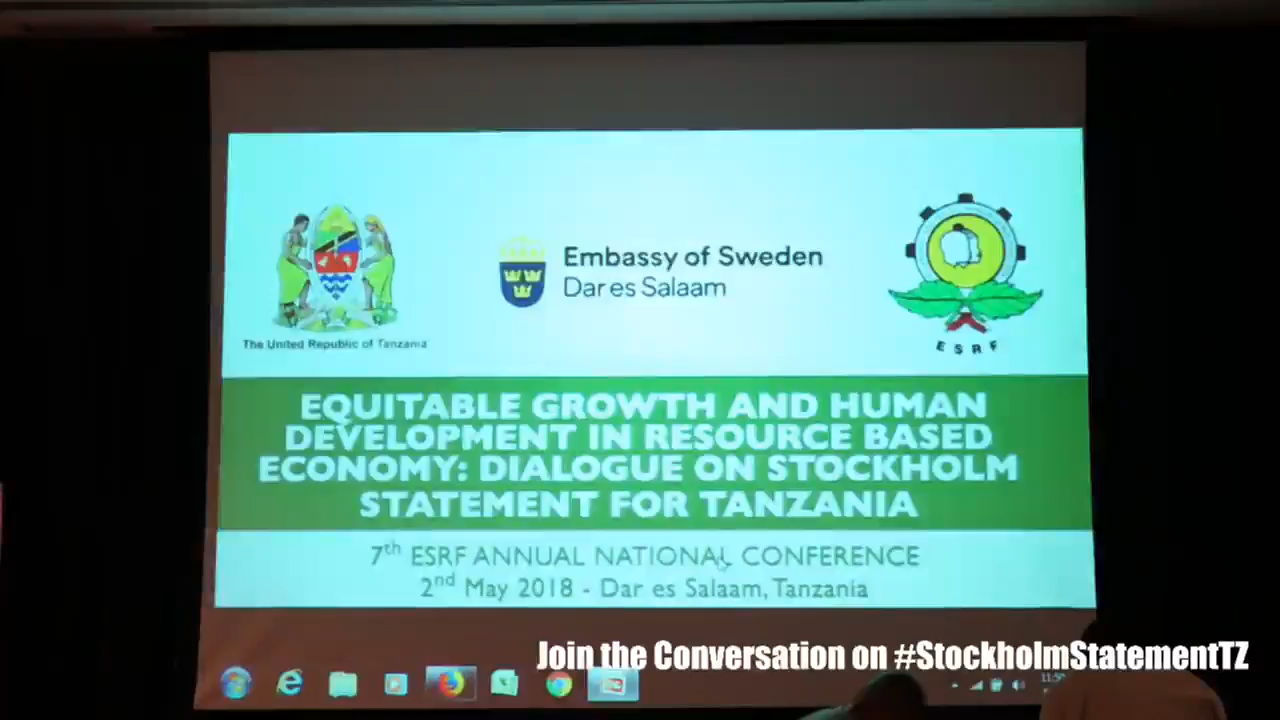 The United Republic of Tanzania
Embassy of Sweden
Dar es Salaam
ESRF
EQUITABLE GROWTH AND HUMAN
DEVELOPMENT IN RESOURCE BASED
ECONOMY: DIALOGUE ON STOCKHOLM
STATEMENT FOR TANZANIA
7th ESRF ANNUAL NATIONAL CONFERENCE
2nd May 2018 - Dar es Salaam, Tanzania
Join the Conversation on #StockholmStatementTZ